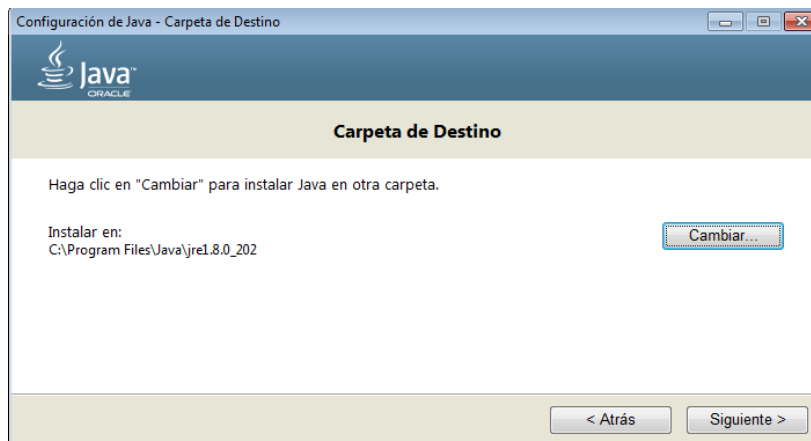 Configuración de Java - Carpeta de Destino
Java™
ORACLE
Carpeta de Destino
Haga clic en "Cambiar" para instalar Java en otra carpeta.
Instalar en:
Cambiar...
C:\Program Files\Java\jre1.8.0_202
< Atrás
Siguiente >